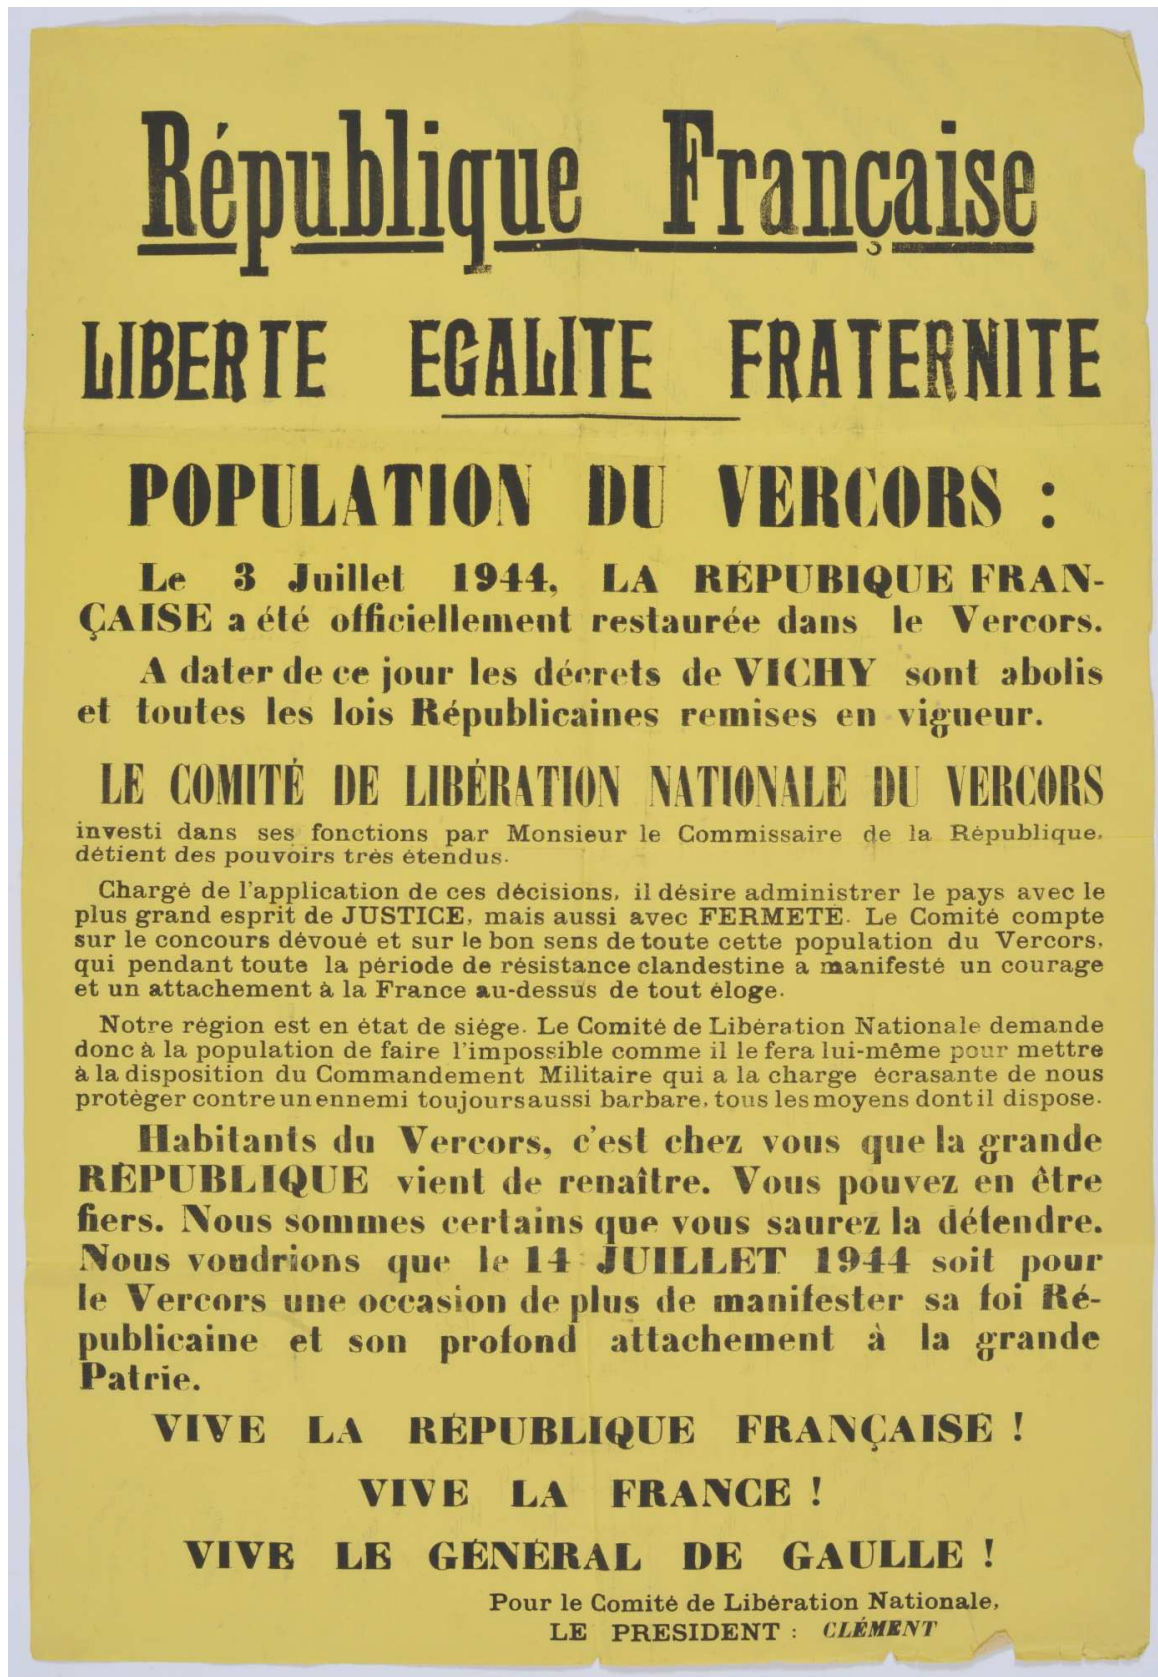 République Française
LIBERTE EGALITE FRATERNITE
POPULATION DU VERCORS :
Le 3 Juillet 1944, LA RÉPUBIQUE FRAN-
ÇAISE a été officiellement restaurée dans le Vercors.
A dater de ce jour les décrets de VICHY sont abolis
et toutes les lois Républicaines remises en vigueur.
LE COMITÉ DE LIBÉRATION NATIONALE DU VERCORS
investi dans ses fonctions par Monsieur le Commissaire de la République,
détient des pouvoirs très étendus.
Chargé de l'application de ces décisions, il désire administrer le pays avec le
plus grand esprit de JUSTICE, mais aussi avec FERMETÉ. Le Comité compte
sur le concours dévoué et sur le bon sens de toute cette population du Vercors,
qui pendant toute la période de résistance clandestine a manifesté un courage
et un attachement à la France au-dessus de tout éloge.
Notre région est en état de siége. Le Comité de Libération Nationale demande
donc à la population de faire l'impossible comme il le fera lui-même pour mettre
à la disposition du Commandement Militaire qui a la charge écrasante de nous
protéger contre un ennemi toujours aussi barbare, tous les moyens dont il dispose.
Habitants du Vercors, c'est chez vous que la grande
RÉPUBLIQUE vient de renaître. Vous pouvez en être
fiers. Nous sommes certains que vous saurez la défendre.
Nous voudrions que le 14 JUILLET 1944 soit pour
le Vercors une occasion de plus de manifester sa foi Ré-
publicaine et son profond attachement à la grande
Patrie.
VIVE LA RÉPUBLIQUE FRANÇAISE !
VIVE LA FRANCE !
VIVE LE GÉNÉRAL DE GAULLE !
Pour le Comité de Libération Nationale,
LE PRESIDENT : CLÉMENT